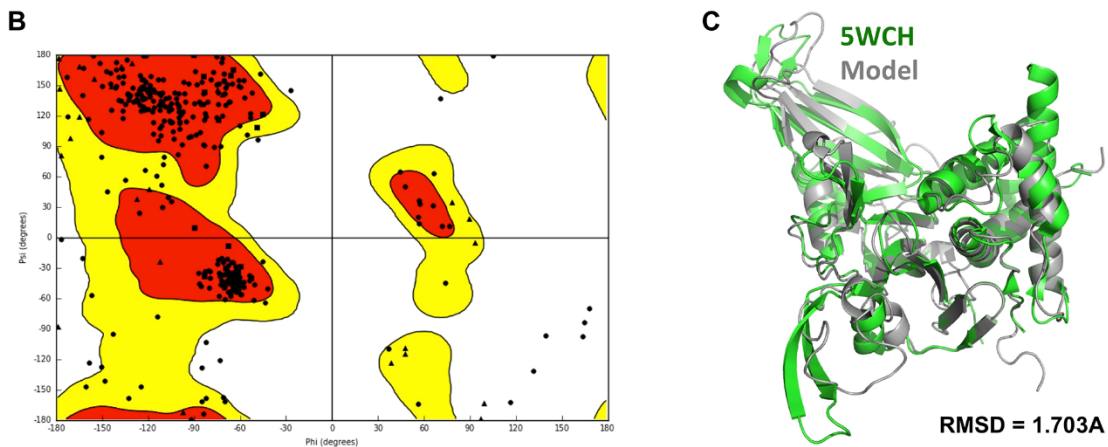 B
C
180
150
120
90
60
30
0
-30
-60
-90
-120
-150
-180
Psi (degrees)
-180 -150 -120 -90 -60 -30 0 30 60 90 120 150 180
Phi (degrees)
5WCH
Model
RMSD = 1.703A